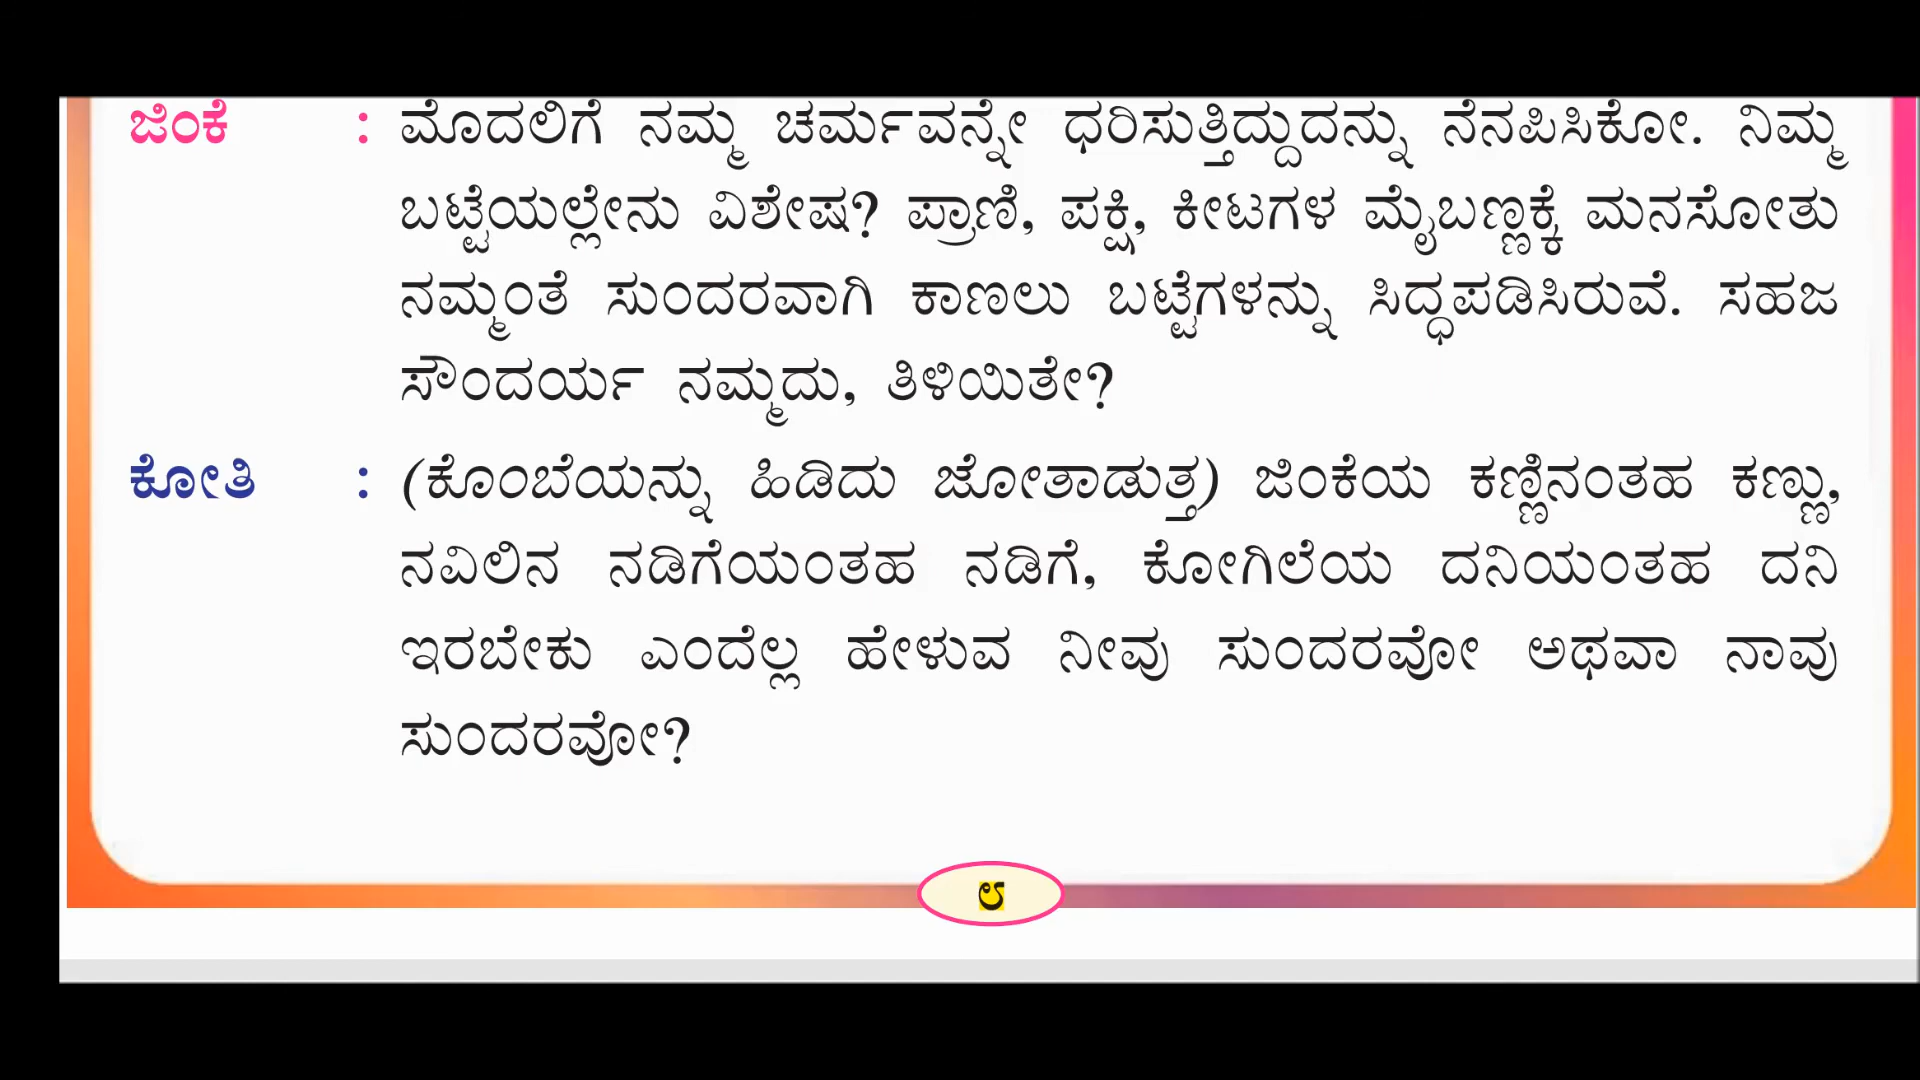 ಜಿಂಕೆ : ಮೊದಲಿಗೆ ನಮ್ಮ ಚರ್ಮವನ್ನೇ ಧರಿಸುತ್ತಿದ್ದುದನ್ನು ನೆನಪಿಸಿಕೋ. ನಿಮ್ಮ
ಬಟ್ಟೆಯಲ್ಲೇನು ವಿಶೇಷ? ಪ್ರಾಣಿ, ಪಕ್ಷಿ, ಕೀಟಗಳ ಮೈಬಣ್ಣಕ್ಕೆ ಮನಸೋತು
ನಮ್ಮಂತೆ ಸುಂದರವಾಗಿ ಕಾಣಲು ಬಟ್ಟೆಗಳನ್ನು ಸಿದ್ಧಪಡಿಸಿರುವೆ. ಸಹಜ
ಸೌಂದರ್ಯ ನಮ್ಮದು, ತಿಳಿಯಿತೇ?
ಕೋತಿ : (ಕೊಂಬೆಯನ್ನು ಹಿಡಿದು ಜೋತಾಡುತ್ತ) ಜಿಂಕೆಯ ಕಣ್ಣಿನಂತಹ ಕಣ್ಣು,
ನವಿಲಿನ ನಡಿಗೆಯಂತಹ ನಡಿಗೆ, ಕೋಗಿಲೆಯ ದನಿಯಂತಹ ದನಿ
ಇರಬೇಕು ಎಂದೆಲ್ಲ ಹೇಳುವ ನೀವು ಸುಂದರವೋ ಅಥವಾ ನಾವು
ಸುಂದರವೋ?
೮